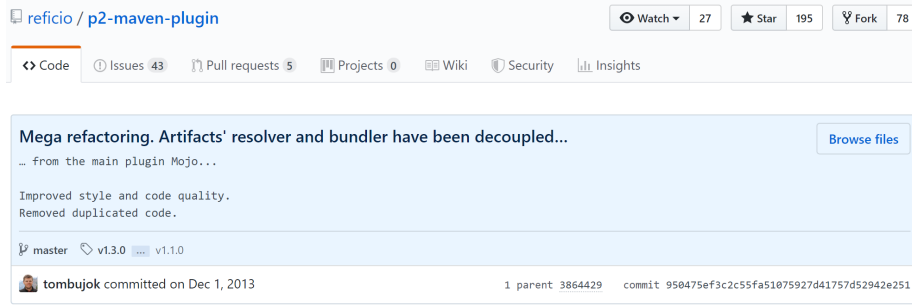 reficio / p2-maven-plugin Watch 27 Star 195 Fork 78
Code Issues 43 Pull requests 5 Projects 0 Wiki Security Insights
Mega refactoring. Artifacts' resolver and bundler have been decoupled... Browse files
… from the main plugin Mojo...
Improved style and code quality.
Removed duplicated code.
master v1.3.0 … v1.1.0
tombujok committed on Dec 1, 2013 1 parent 3864429 commit 950475ef3c2c55fa51075927d41757d52942e251